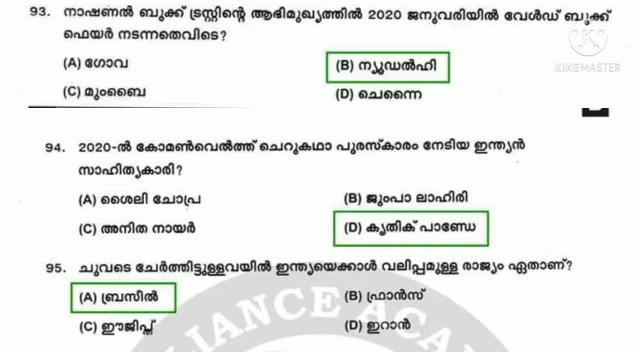 93. നാഷണൽ ബുക്ക് ട്രസ്റ്റിന്റെ ആഭിമുഖ്യത്തിൽ 2020 ജനുവരിയിൽ വേൾഡ് ബുക്ക്
ഫെയർ നടന്നതെവിടെ?
(A) ഗോവ (B) ന്യൂഡൽഹി
(C) മുംബൈ (D) ചെന്നൈ
KINEMASTER
94. 2020-ൽ കോമൺവെൽത്ത് ചെറുകഥാ പുരസ്കാരം നേടിയ ഇന്ത്യൻ
സാഹിത്യകാരി?
(A) ശൈലി ചോപ്ര (B) ജുംപാ ലാഹിരി
(C) അനിത നായർ (D) കൃതിക് പാണ്ഡേ
95. ചുവടെ ചേർത്തിട്ടുള്ളവയിൽ ഇന്ത്യയെക്കാൾ വലിപ്പമുള്ള രാജ്യം ഏതാണ്?
(A) ബ്രസിൽ (B) ഫ്രാൻസ്
(C) ഈജിപ്ത് (D) ഇറാൻ
LIANCE ACA